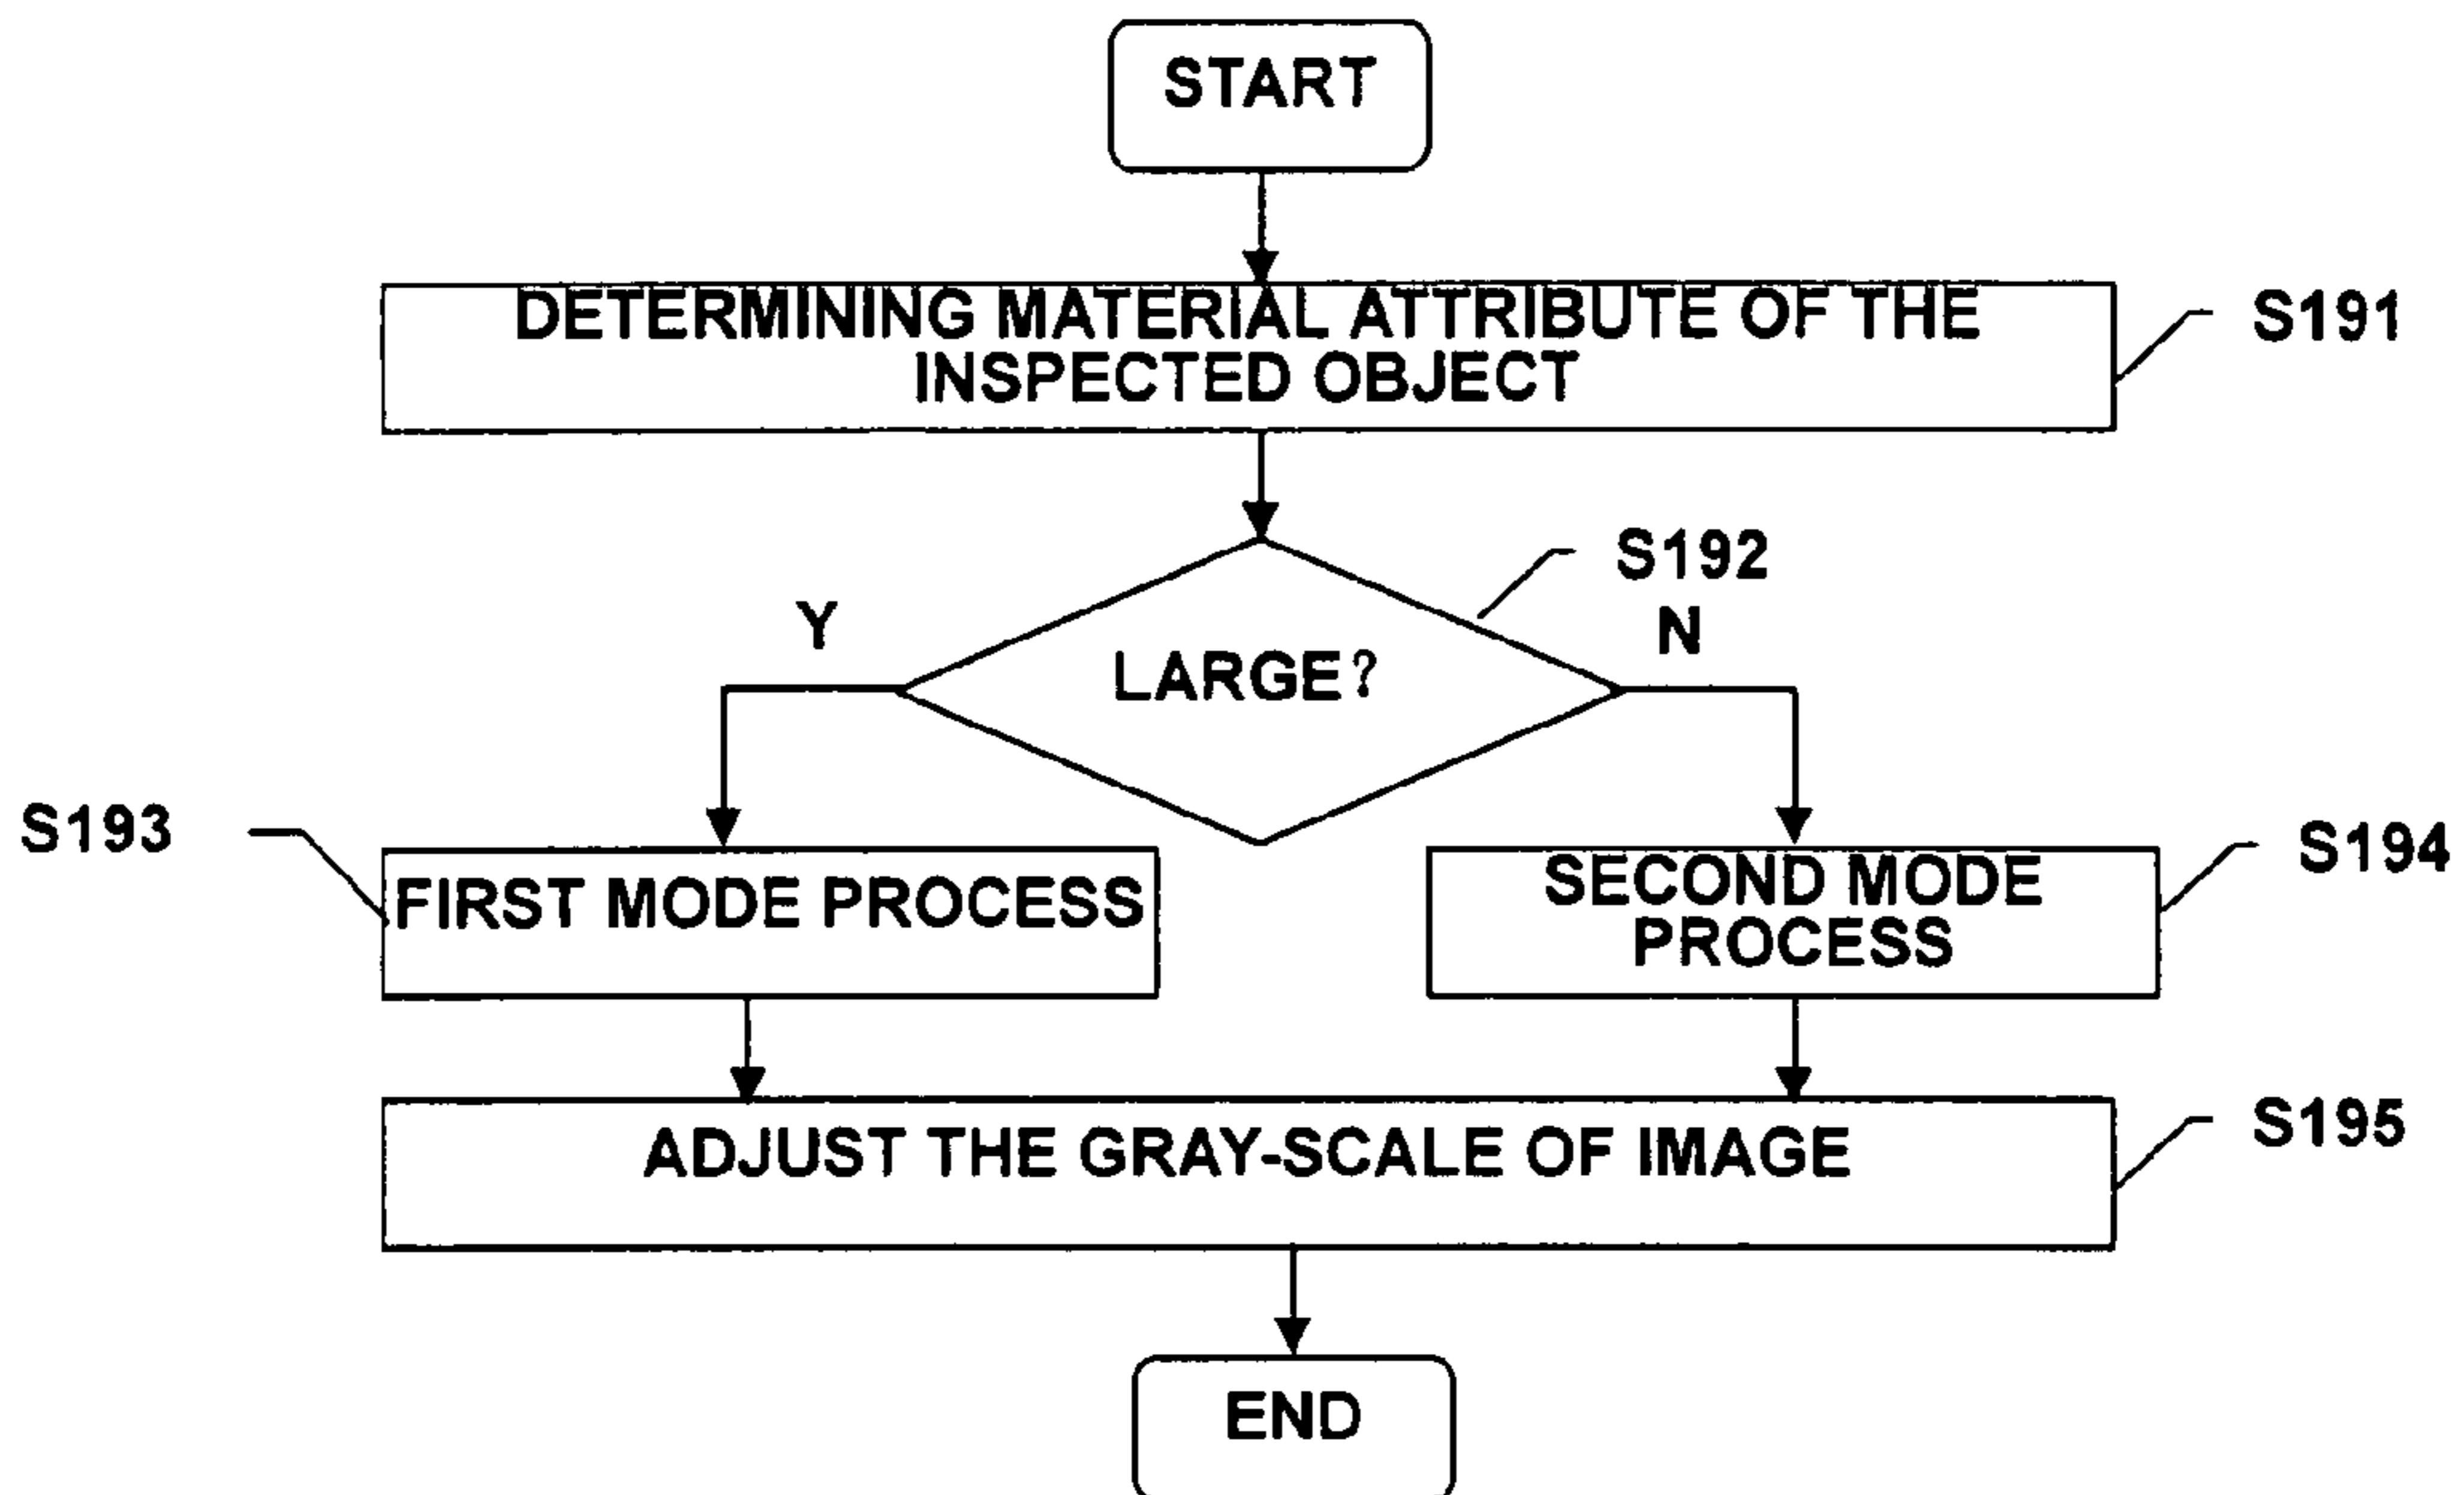 START
DETERMINING MATERIAL ATTRIBUTE OF THE
INSPECTED OBJECT
S191
S192
Y
N
LARGE?
S193
FIRST MODE PROCESS
SECOND MODE
PROCESS
S194
ADJUST THE GRAY-SCALE OF IMAGE
S195
END